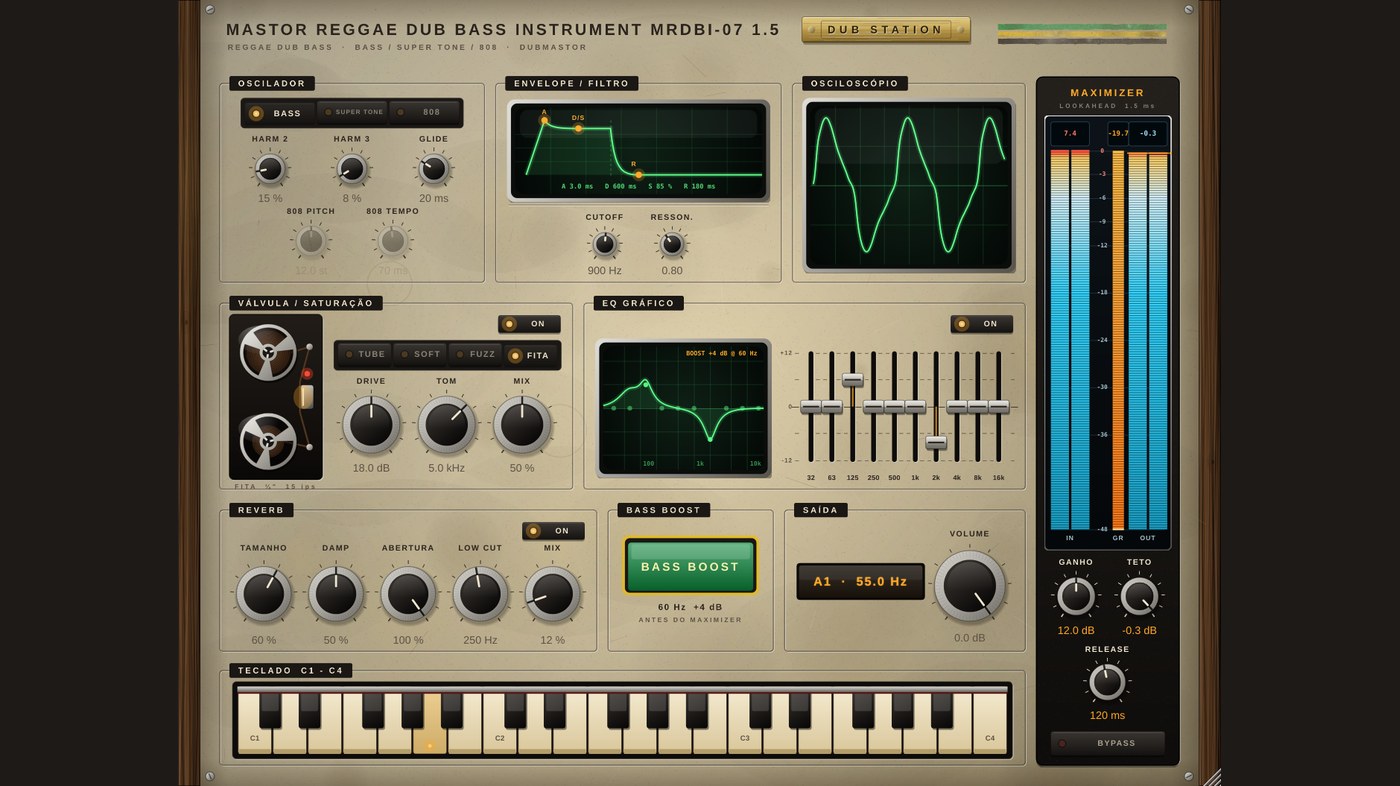 MASTOR REGGAE DUB BASS INSTRUMENT MRDBI-07 1.5
REGGAE DUB BASS · BASS / SUPER TONE / 808 · DUBMASTOR
DUB STATION
OSCILADOR
BASS
SUPER TONE
808
HARM 2
HARM 3
GLIDE
15 %
8 %
20 ms
808 PITCH
808 TEMPO
12.0 st
70 ms
ENVELOPE / FILTRO
A
D/S
R
A 3.0 ms D 600 ms S 85 % R 180 ms
CUTOFF
RESSON.
900 Hz
0.80
OSCILOSCÓPIO
VÁLVULA / SATURAÇÃO
ON
TUBE
SOFT
FUZZ
FITA
DRIVE
TOM
MIX
18.0 dB
5.0 kHz
50 %
FITA ½" 15 ips
EQ GRÁFICO
ON
BOOST +4 dB @ 60 Hz
100
1k
10k
+12
0
-12
32 63 125 250 500 1k 2k 4k 8k 16k
REVERB
ON
TAMANHO
DAMP
ABERTURA
LOW CUT
MIX
60 %
50 %
100 %
250 Hz
12 %
BASS BOOST
BASS BOOST
60 Hz +4 dB
ANTES DO MAXIMIZER
SAÍDA
A1 · 55.0 Hz
VOLUME
0.0 dB
TECLADO C1 - C4
C1
C2
C3
C4
MAXIMIZER
LOOKAHEAD 1.5 ms
7.4
-19.7
-0.3
0
-3
-6
-9
-12
-18
-24
-30
-36
-48
IN
GR
OUT
GANHO
TETO
12.0 dB
-0.3 dB
RELEASE
120 ms
BYPASS